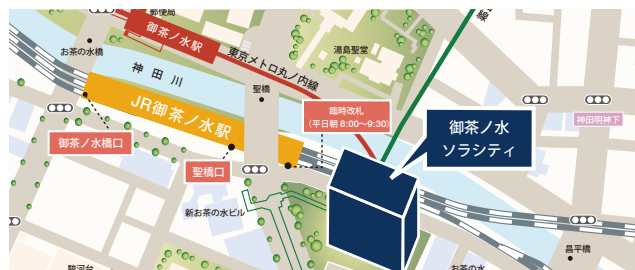 郵便局
御茶ノ水駅
線
お茶の水橋
東京メトロ丸ノ内線
湯島聖堂
神田川
聖橋
JR御茶ノ水駅
臨時改札
(平日朝 8:00〜9:30)
御茶ノ水
ソラシティ
神田明神下
御茶ノ水橋口
聖橋口
新お茶の水ビル
昌平橋
駿河台
お茶の水